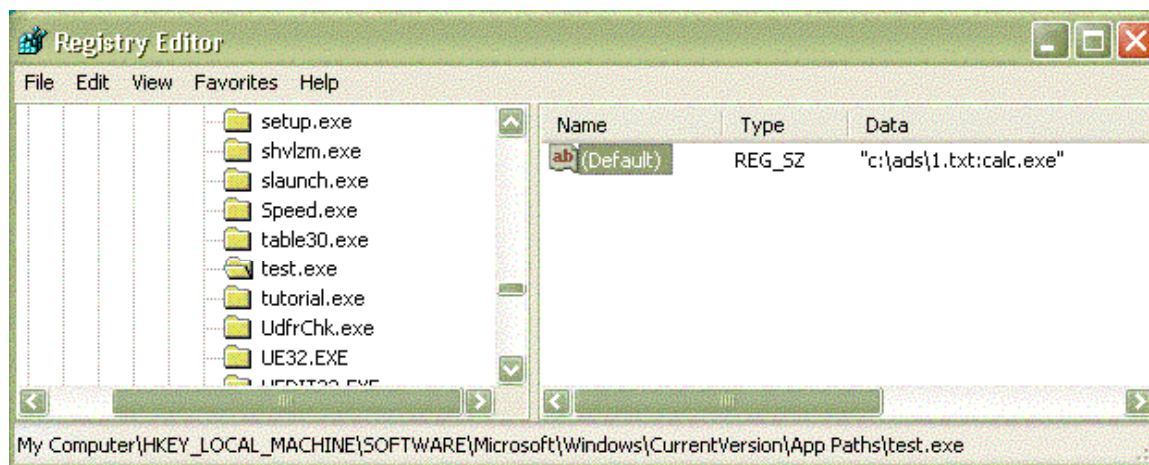 Registry Editor
File Edit View Favorites Help
setup.exe
shvlzm.exe
slaunch.exe
Speed.exe
table30.exe
test.exe
tutorial.exe
UdfrChk.exe
UE32.EXE
Name Type Data
ab (Default) REG_SZ "c:\ads\1.txt:calc.exe"
My Computer\HKEY_LOCAL_MACHINE\SOFTWARE\Microsoft\Windows\CurrentVersion\App Paths\test.exe